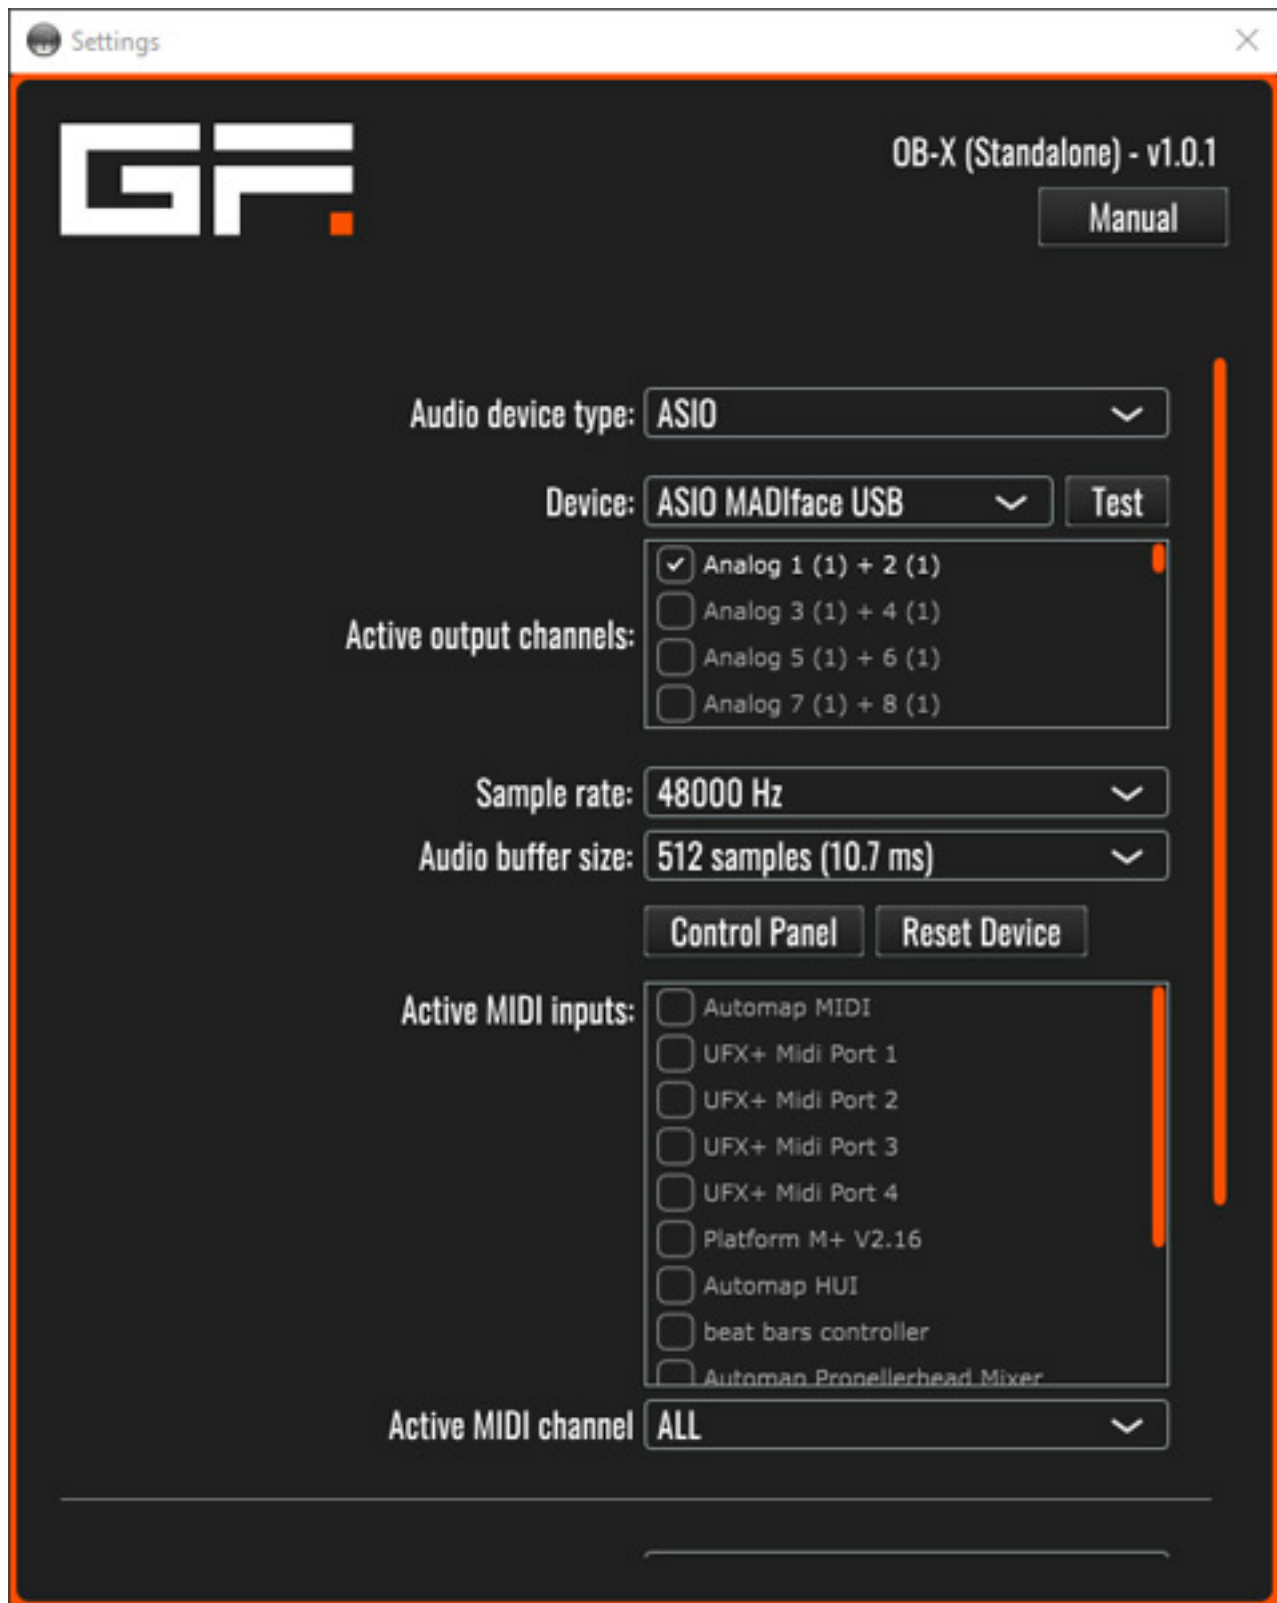 Settings
GF.
OB-X (Standalone) - v1.0.1
Manual
Audio device type: ASIO
Device: ASIO MADIface USB Test
Active output channels:
Analog 1 (1) + 2 (1)
Analog 3 (1) + 4 (1)
Analog 5 (1) + 6 (1)
Analog 7 (1) + 8 (1)
Sample rate: 48000 Hz
Audio buffer size: 512 samples (10.7 ms)
Control Panel Reset Device
Active MIDI inputs:
Automap MIDI
UFX+ Midi Port 1
UFX+ Midi Port 2
UFX+ Midi Port 3
UFX+ Midi Port 4
Platform M+ V2.16
Automap HUI
beat bars controller
Automap Propellerhead Mixer
Active MIDI channel ALL